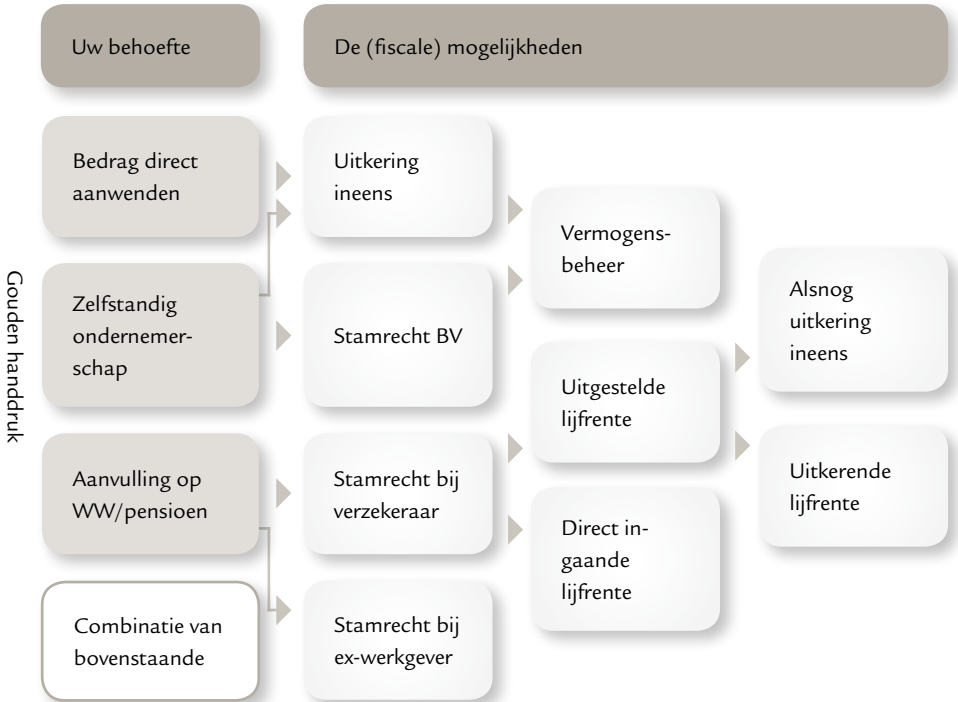 Uw behoefte
De (fiscale) mogelijkheden
Gouden handdruk
Bedrag direct
aanwenden
Zelfstandig
ondernemer-
schap
Aanvulling op
WW/pensioen
Combinatie van
bovenstaande
Uitkering
ineens
Stamrecht BV
Stamrecht bij
verzekeraar
Stamrecht bij
ex-werkgever
Vermogens-
beheer
Uitgestelde
lijfrente
Direct in-
gaande
lijfrente
Alsnog
uitkering
ineens
Uitkerende
lijfrente